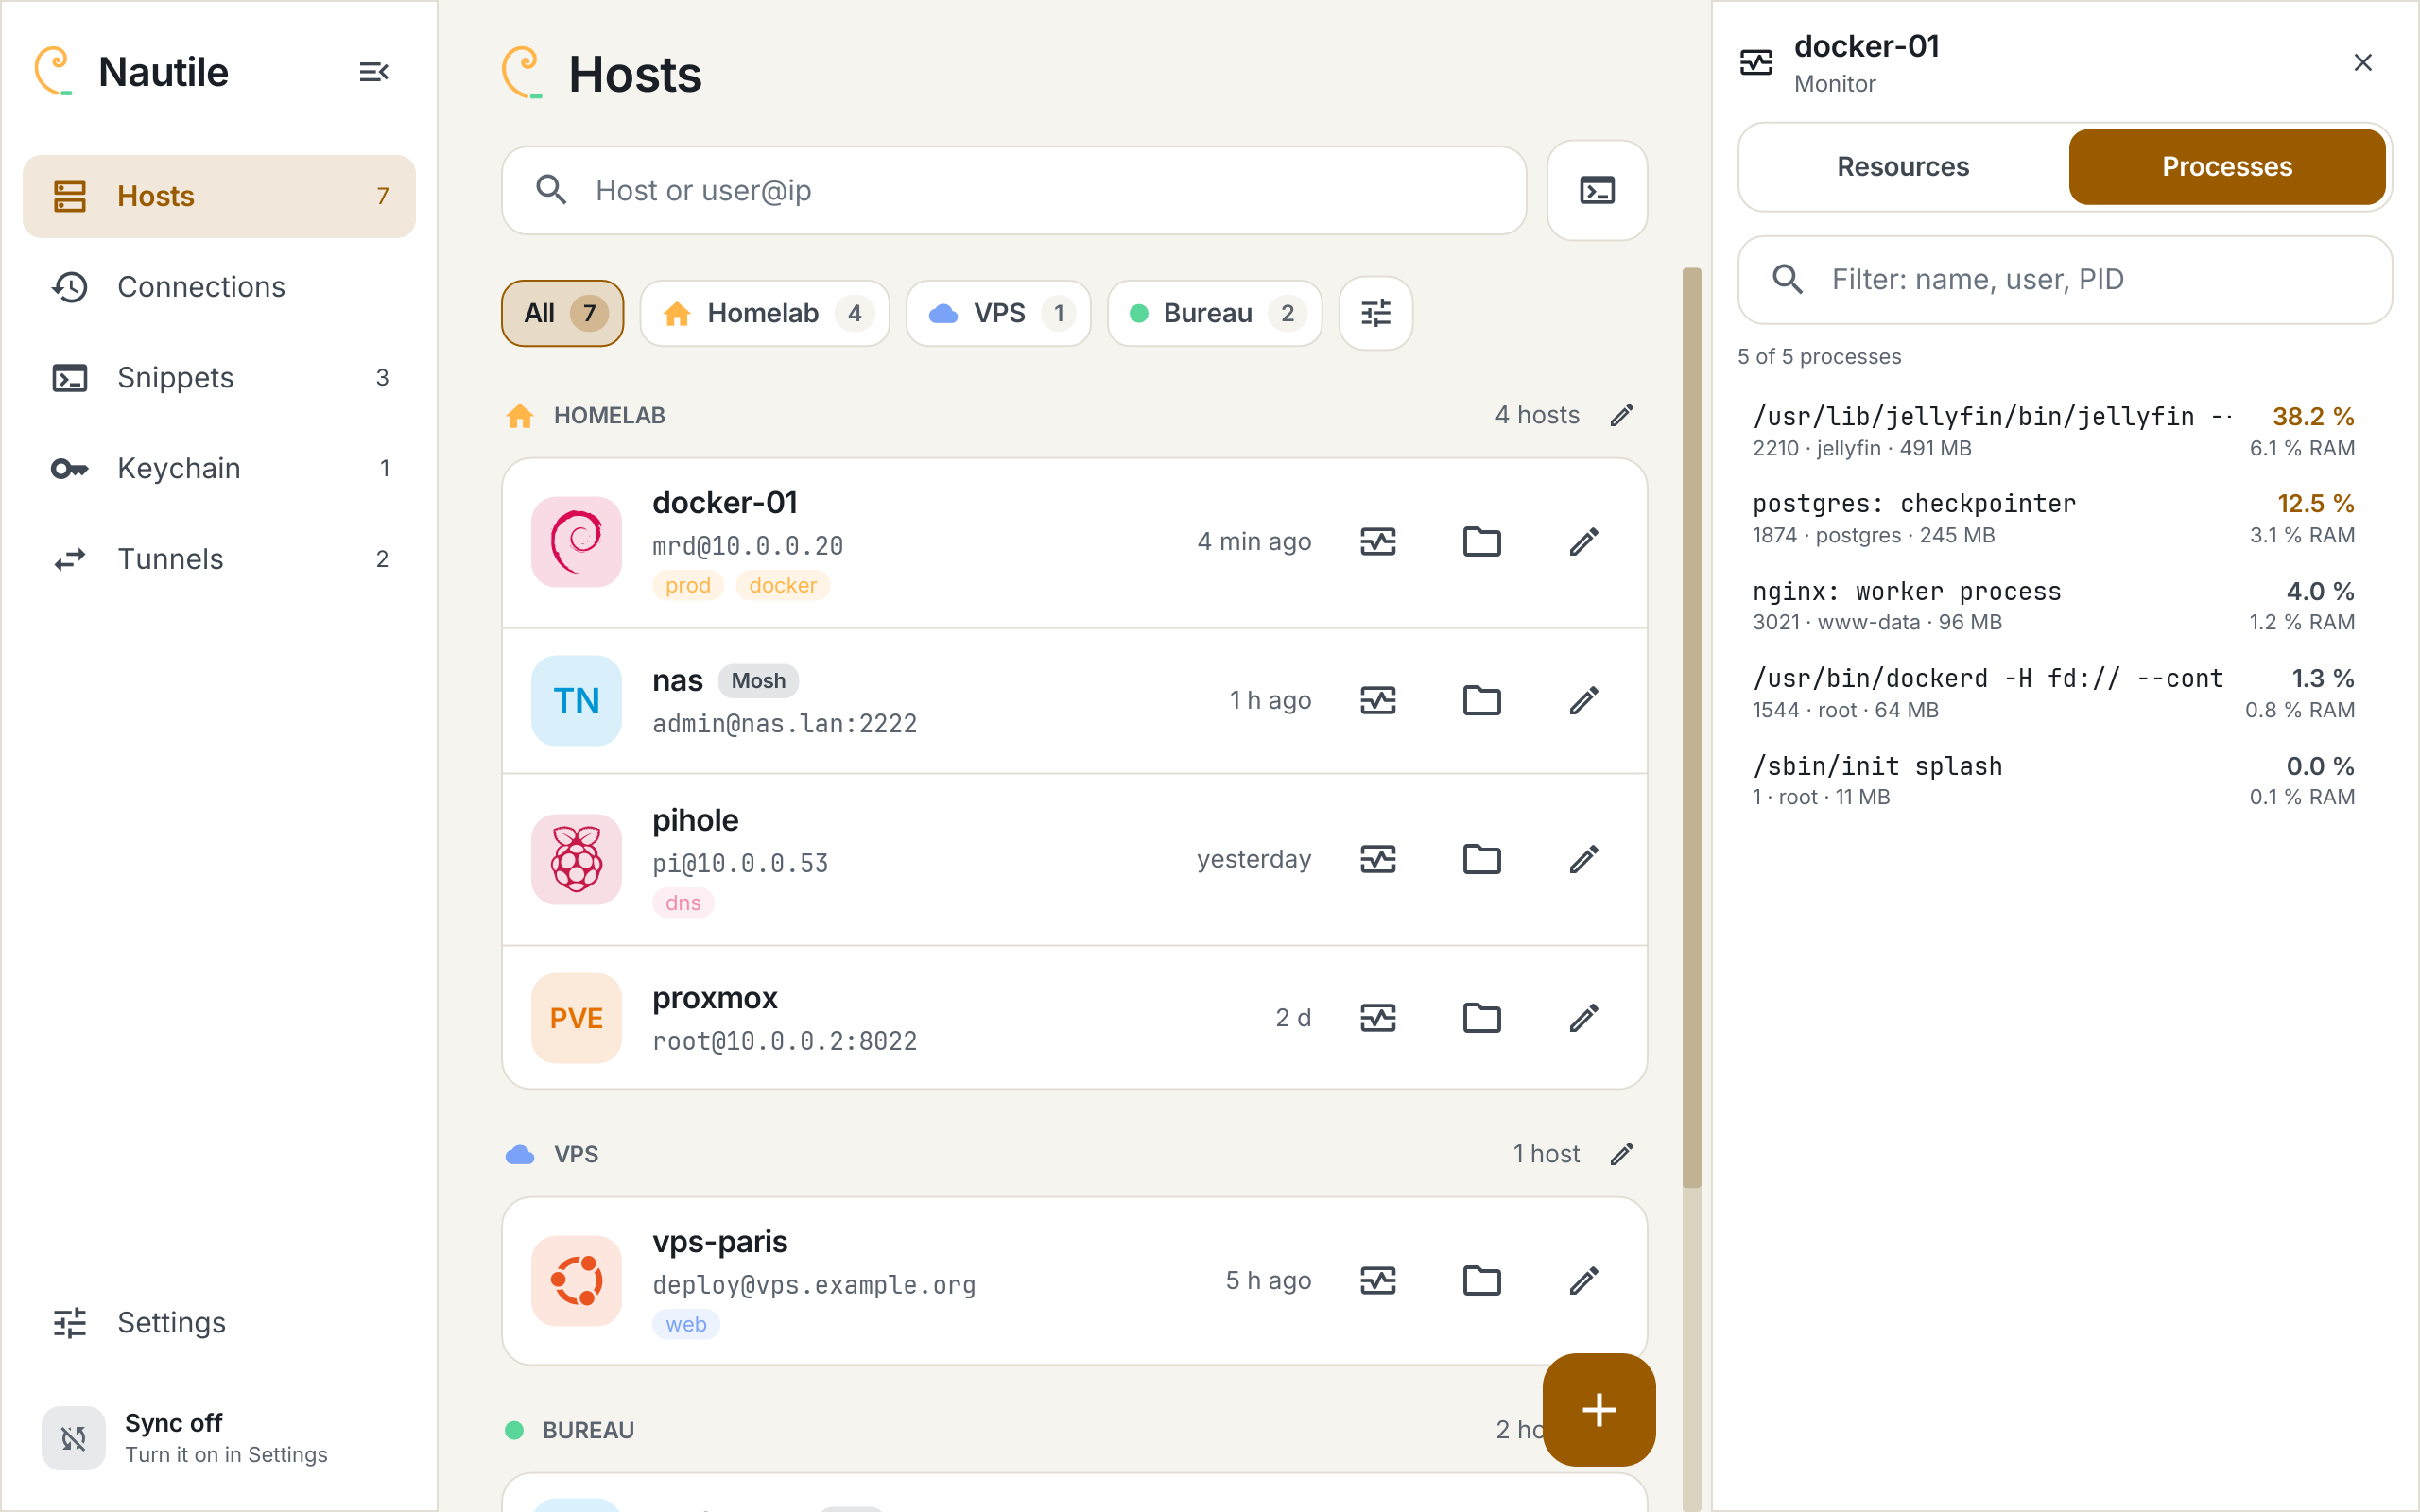 Nautile
Hosts 7
Connections
Snippets 3
Keychain 1
Tunnels 2
Settings
Sync off
Turn it on in Settings
Hosts
Host or user@ip
All 7 Homelab 4 VPS 1 Bureau 2
HOMELAB 4 hosts
docker-01
mrd@10.0.0.20
prod docker
4 min ago
nas Mosh
admin@nas.lan:2222
1 h ago
pihole
pi@10.0.0.53
dns
yesterday
TN
PVE
proxmox
root@10.0.0.2:8022
2 d
VPS 1 host
vps-paris
deploy@vps.example.org
web
5 h ago
BUREAU 2
docker-01
Monitor
Resources Processes
Filter: name, user, PID
5 of 5 processes
/usr/lib/jellyfin/bin/jellyfin -- 38.2 %
2210 · jellyfin · 491 MB 6.1 % RAM
postgres: checkpointer 12.5 %
1874 · postgres · 245 MB 3.1 % RAM
nginx: worker process 4.0 %
3021 · www-data · 96 MB 1.2 % RAM
/usr/bin/dockerd -H fd:// --cont 1.3 %
1544 · root · 64 MB 0.8 % RAM
/sbin/init splash 0.0 %
1 · root · 11 MB 0.1 % RAM